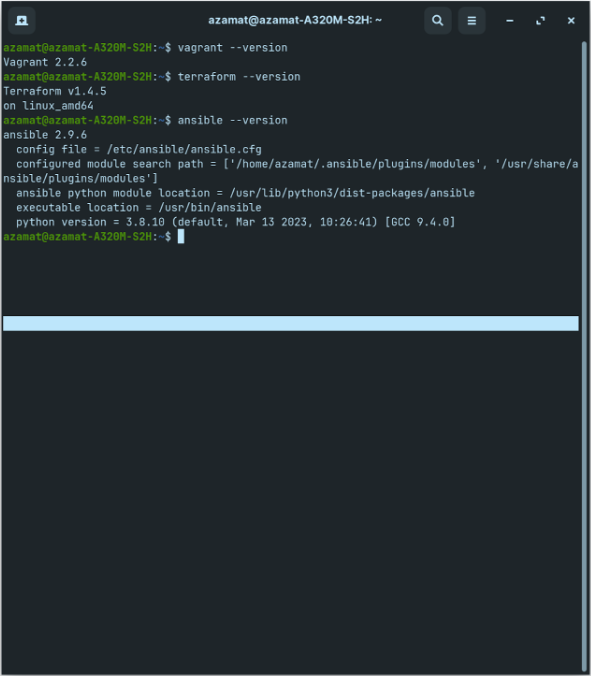 azamat@azamat-A320M-S2H: ~
azamat@azamat-A320M-S2H:~$ vagrant --version
Vagrant 2.2.6
azamat@azamat-A320M-S2H:~$ terraform --version
Terraform v1.4.5
on linux_amd64
azamat@azamat-A320M-S2H:~$ ansible --version
ansible 2.9.6
  config file = /etc/ansible/ansible.cfg
  configured module search path = ['/home/azamat/.ansible/plugins/modules', '/usr/share/a
nsible/plugins/modules']
  ansible python module location = /usr/lib/python3/dist-packages/ansible
  executable location = /usr/bin/ansible
  python version = 3.8.10 (default, Mar 13 2023, 10:26:41) [GCC 9.4.0]
azamat@azamat-A320M-S2H:~$